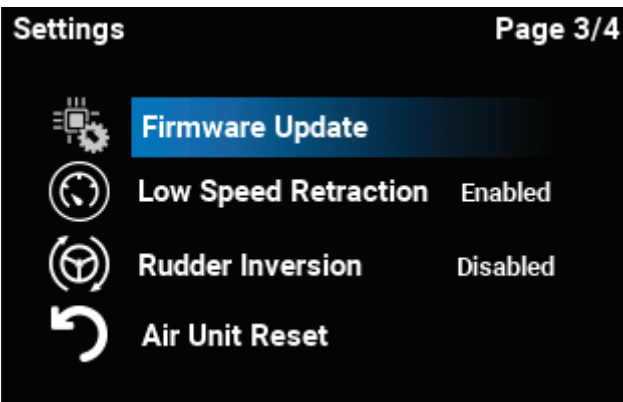 Settings Page 3/4
Firmware Update
Low Speed Retraction Enabled
Rudder Inversion Disabled
Air Unit Reset